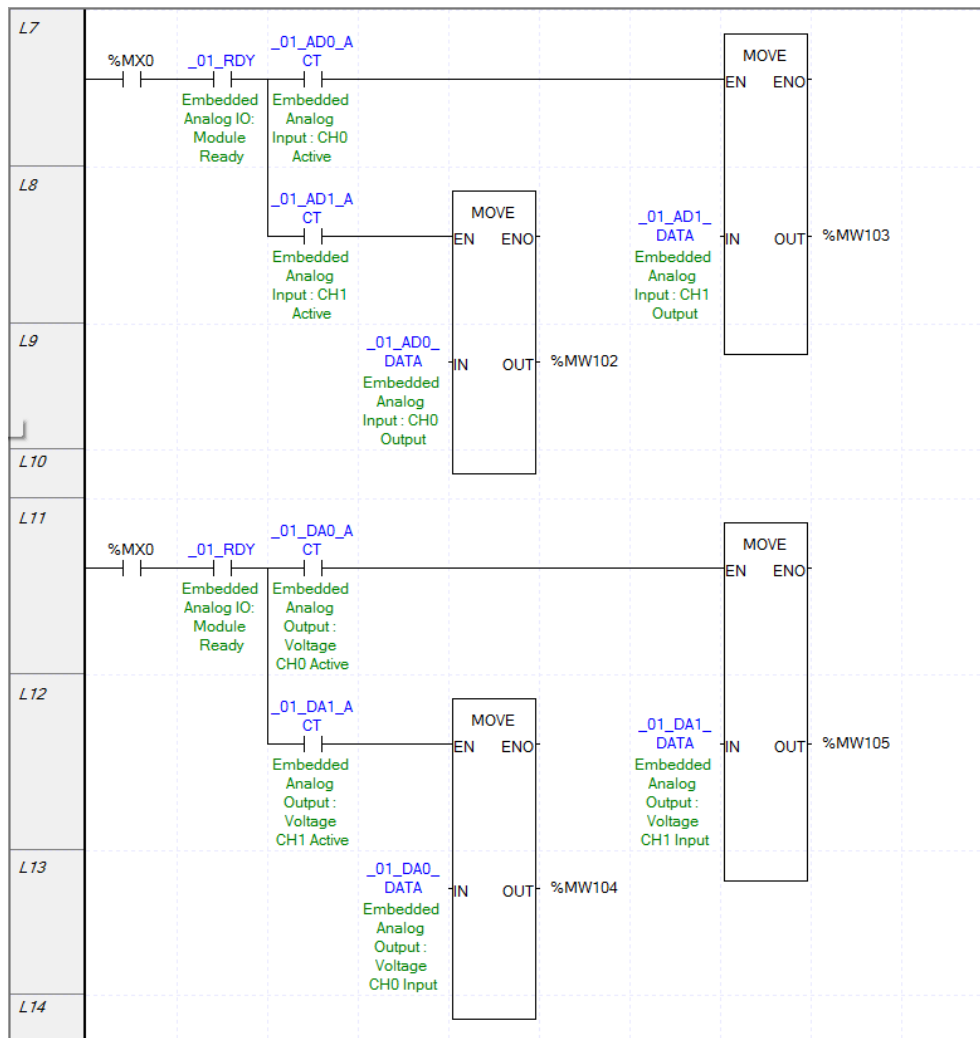 L7
%MX0
_01_RDY
Embedded
Analog IO:
Module
Ready
_01_AD0_A
CT
Embedded
Analog
Input : CH0
Active
MOVE
EN ENO
L8
_01_AD1_A
CT
Embedded
Analog
Input : CH1
Active
MOVE
EN ENO
_01_AD1_
DATA
Embedded
Analog
Input : CH1
Output
IN OUT
%MW103
L9
_01_AD0_
DATA
Embedded
Analog
Input : CH0
Output
IN OUT
%MW102
L10
L11
%MX0
_01_RDY
Embedded
Analog IO:
Module
Ready
_01_DA0_A
CT
Embedded
Analog
Output :
Voltage
CH0 Active
MOVE
EN ENO
L12
_01_DA1_A
CT
Embedded
Analog
Output :
Voltage
CH1 Active
MOVE
EN ENO
_01_DA1_
DATA
Embedded
Analog
Output :
Voltage
CH1 Input
IN OUT
%MW105
L13
_01_DA0_
DATA
Embedded
Analog
Output :
Voltage
CH0 Input
IN OUT
%MW104
L14